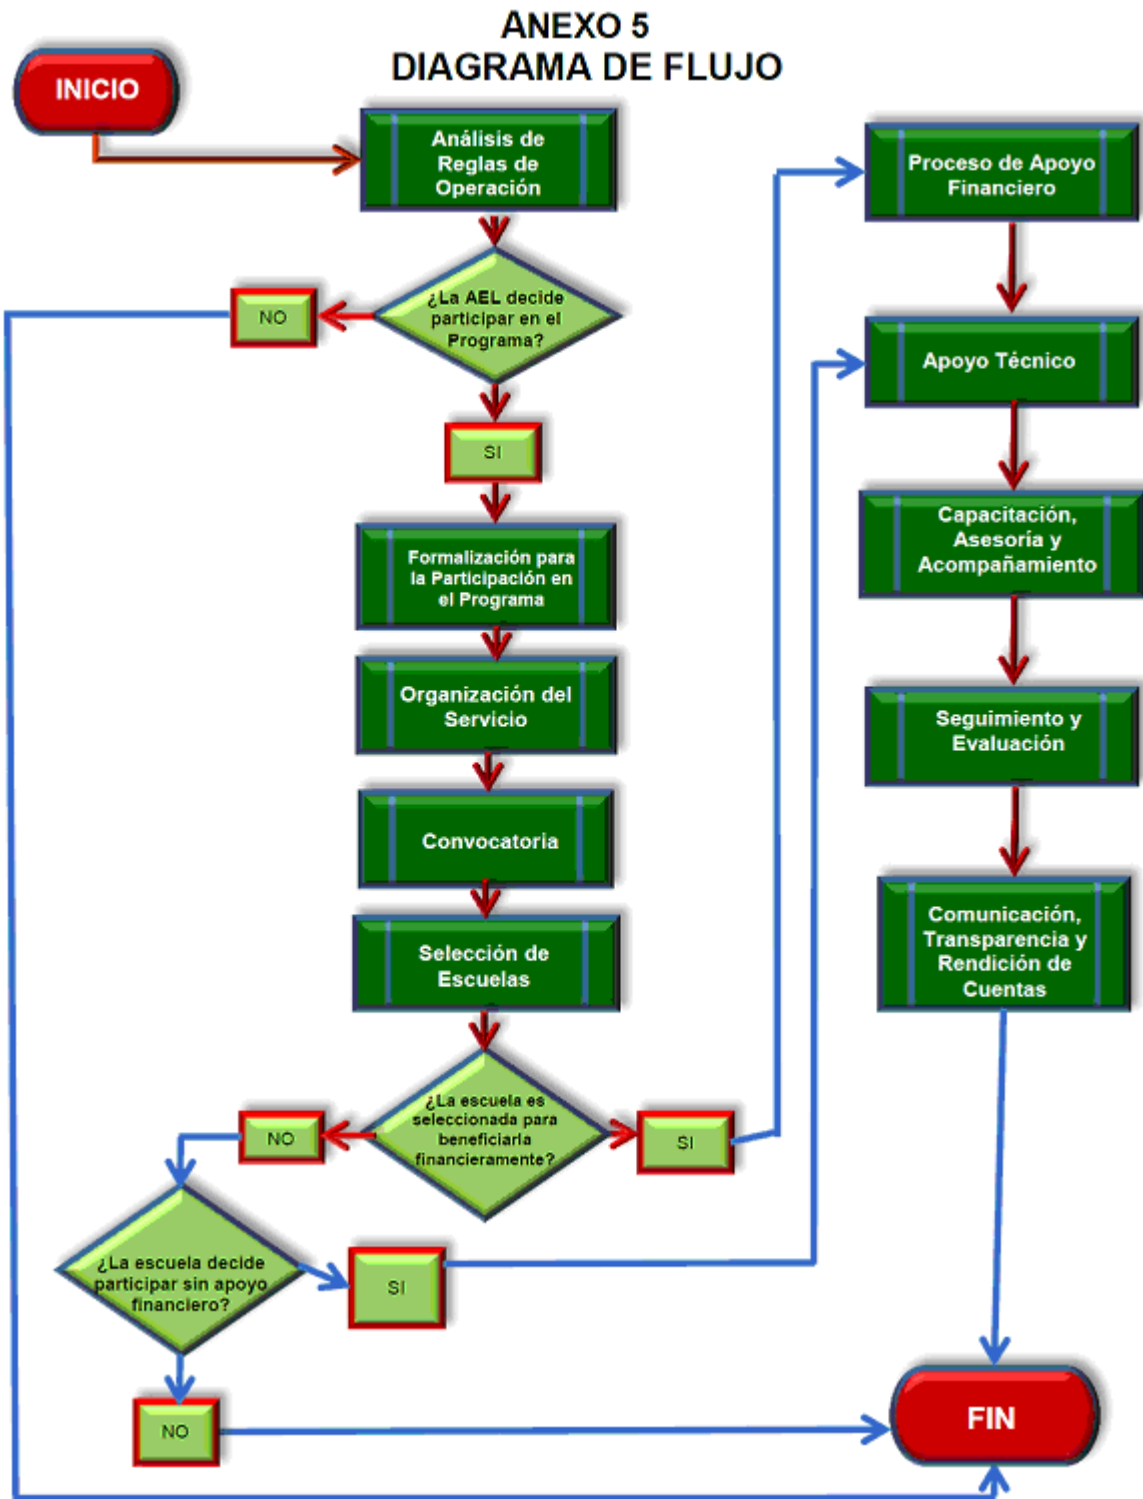 ANEXO 5
DIAGRAMA DE FLUJO
INICIO
Análisis de
Reglas de
Operación
¿La AEL decide
participar en el
Programa?
NO
SI
Formalización para
la Participación en
el Programa
Organización del
Servicio
Convocatoria
Selección de
Escuelas
¿La escuela es
seleccionada para
beneficiarla
financieramente?
NO
SI
¿La escuela decide
participar sin apoyo
financiero?
SI
NO
Proceso de Apoyo
Financiero
Apoyo Técnico
Capacitación,
Asesoría y
Acompañamiento
Seguimiento y
Evaluación
Comunicación,
Transparencia y
Rendición de
Cuentas
FIN